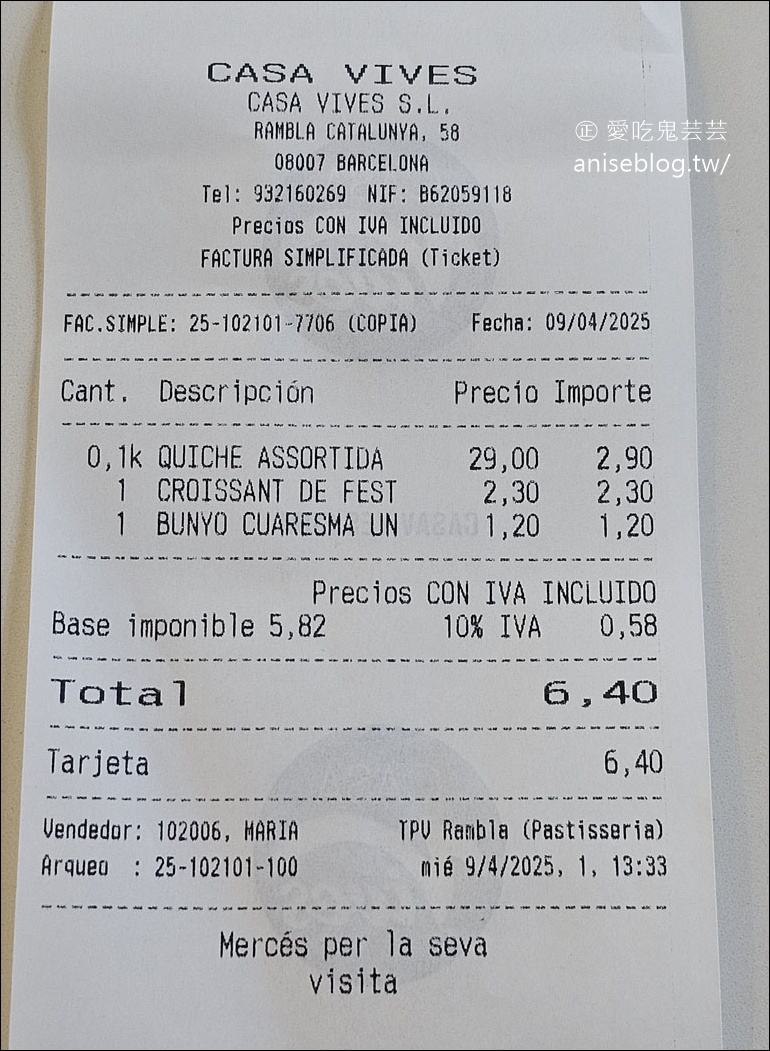 CASA VIVES
CASA VIVES S.L.
RAMBLA CATALUNYA, 58
㊣ 愛吃鬼芸芸
08007 BARCELONA
aniseblog.tw/
Tel: 932160269 NIF: B62059118
Precios CON IVA INCLUIDO
FACTURA SIMPLIFICADA (Ticket)
FAC.SIMPLE: 25-102101-7706 (COPIA) Fecha: 09/04/2025
Cant. Descripción Precio Importe
0,1k QUICHE ASSORTIDA 29,00 2,90
1 CROISSANT DE FEST 2,30 2,30
1 BUNYO CUARESMA UN 1,20 1,20
Precios CON IVA INCLUIDO
Base imponible 5,82 10% IVA 0,58
Total 6,40
Tarjeta 6,40
Vendedor: 102006, MARIA TPV Rambla (Pastisseria)
Arqueo : 25-102101-100 mié 9/4/2025, 1, 13:33
Mercés per la seva
visita